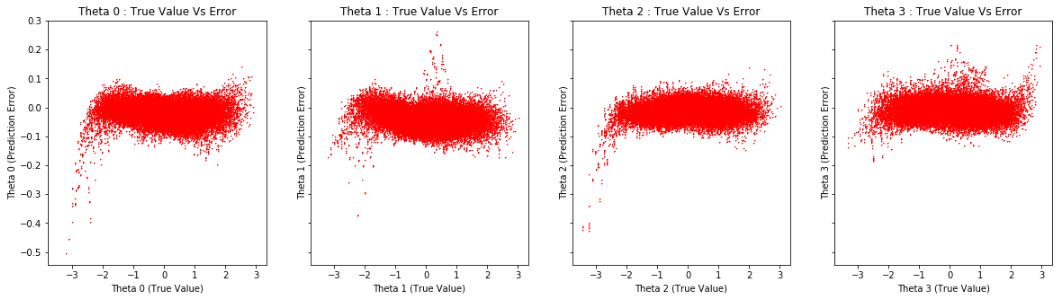 Theta 0 : True Value Vs Error
Theta 1 : True Value Vs Error
Theta 2 : True Value Vs Error
Theta 3 : True Value Vs Error
0.3
0.2
0.1
0.0
−0.1
−0.2
−0.3
−0.4
−0.5
Theta 0 (Prediction Error)
Theta 1 (Prediction Error)
Theta 2 (Prediction Error)
Theta 3 (Prediction Error)
−3 −2 −1 0 1 2 3
−3 −2 −1 0 1 2 3
−3 −2 −1 0 1 2 3
−3 −2 −1 0 1 2 3
Theta 0 (True Value)
Theta 1 (True Value)
Theta 2 (True Value)
Theta 3 (True Value)